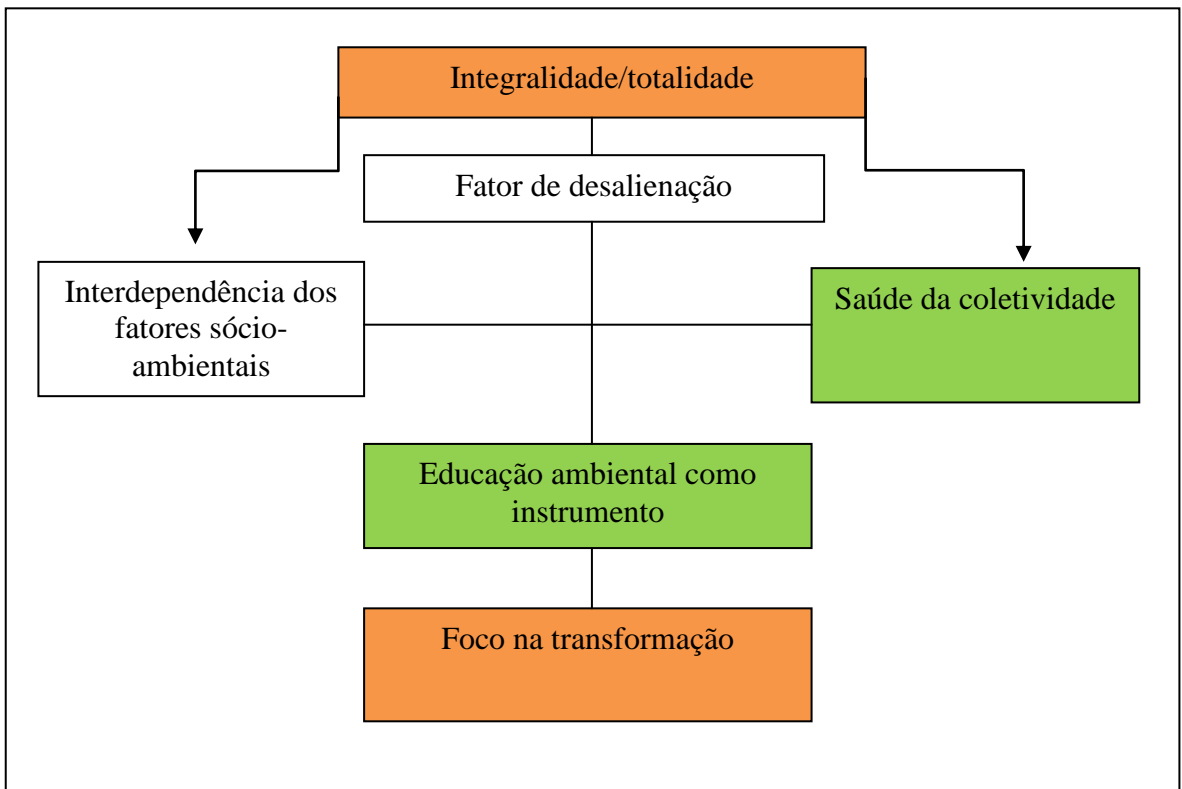 Integralidade/totalidade
Fator de desalienação
Interdependência dos
fatores sócio-
ambientais
Saúde da coletividade
Educação ambiental como
instrumento
Foco na transformação